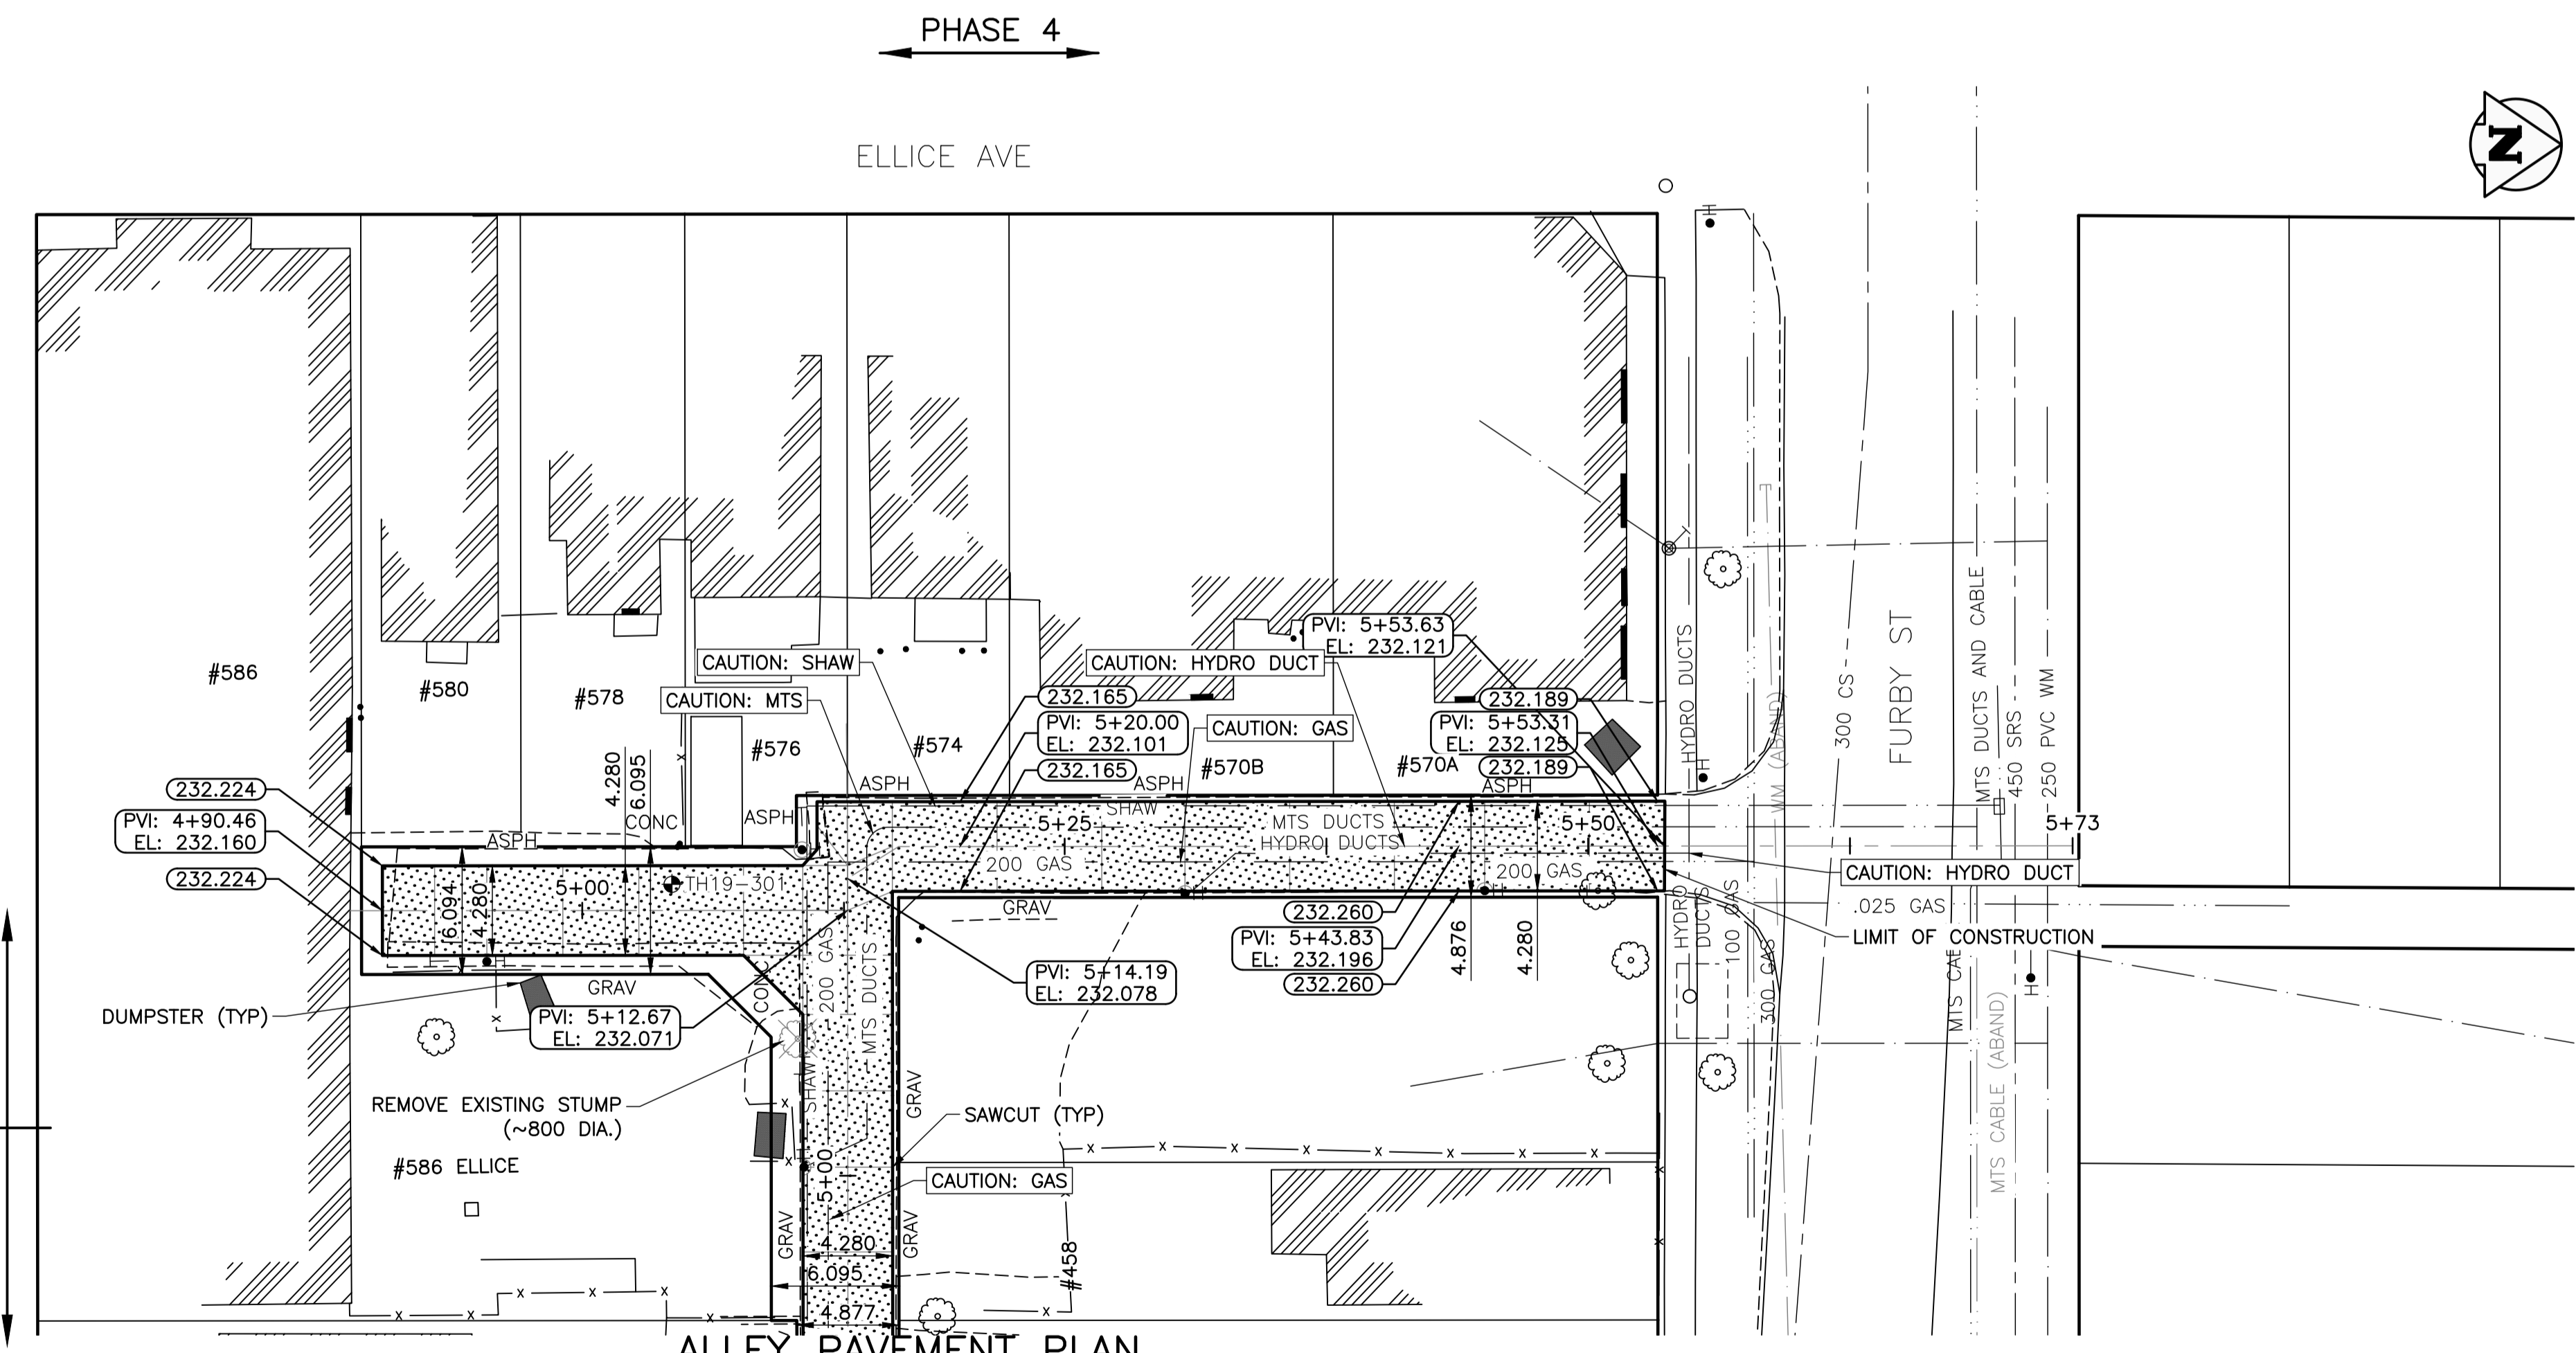 PHASE 4
ELLICE AVE
N
#586
#580
#578
#576
#574
#570B
#570A
CAUTION: SHAW
CAUTION: MTS
CAUTION: HYDRO DUCT
CAUTION: GAS
PVI: 5+53.63
EL: 232.121
232.189
PVI: 5+53.31
EL: 232.125
232.189
232.165
PVI: 5+20.00
EL: 232.101
232.165
232.224
PVI: 4+90.46
EL: 232.160
232.224
4.280
6.095
CONC
ASPH
ASPH
ASPH
ASPH
ASPH
SHAW
5+25
MTS DUCTS
HYDRO DUCTS
200 GAS
5+50
200 GAS
5+73
6.094
4.280
5+00
TH19-301
GRAV
GRAV
232.260
PVI: 5+43.83
EL: 232.196
232.260
4.876
4.280
PVI: 5+14.19
EL: 232.078
PVI: 5+12.67
EL: 232.071
DUMPSTER (TYP)
CONC
200 GAS
MTS DUCTS
SHAW
GRAV
REMOVE EXISTING STUMP
(~800 DIA.)
SAWCUT (TYP)
#586 ELLICE
5+00
CAUTION: GAS
GRAV
GRAV
4.280
6.095
4.877
#458
HYDRO DUCTS
WM (ABAND)
300 CS
FURBY ST
MTS DUCTS AND CABLE
450 SRS
250 PVC WM
CAUTION: HYDRO DUCT
.025 GAS
LIMIT OF CONSTRUCTION
HYDRO
DUCTS
100 GAS
300 GAS
MTS CAE
MTS CABLE (ABAND)
ALLEY PAVEMENT PLAN